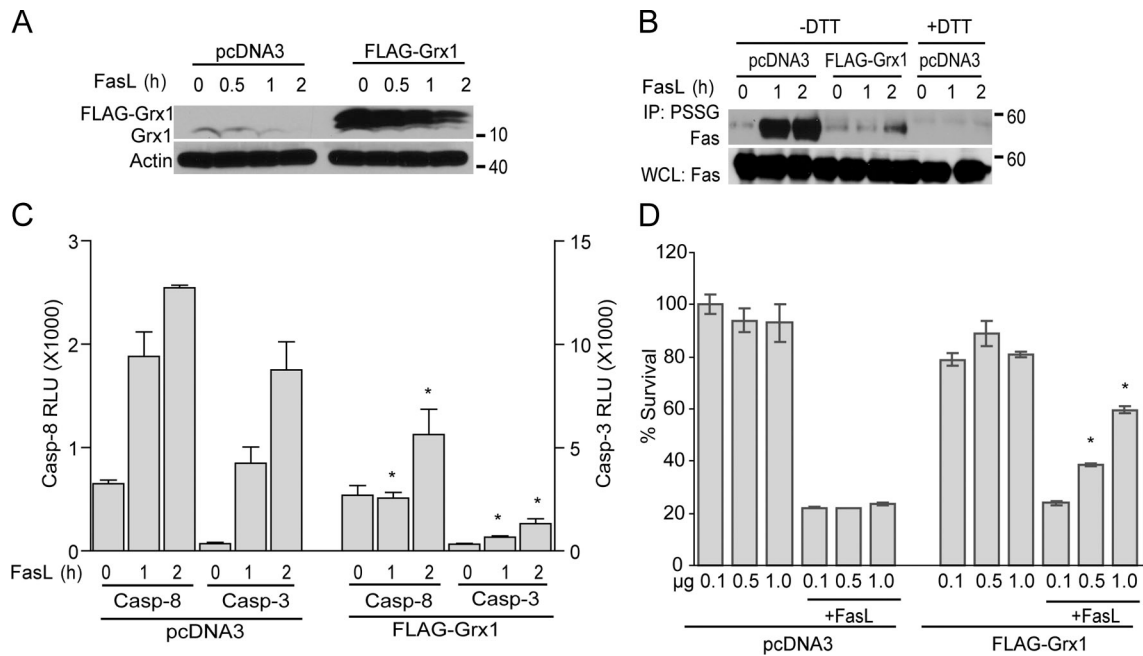 A
pcDNA3 FLAG-Grx1
FasL (h) 0 0.5 1 2 0 0.5 1 2
FLAG-Grx1
Grx1 10
Actin 40
B
-DTT +DTT
pcDNA3 FLAG-Grx1 pcDNA3
FasL (h) 0 1 2 0 1 2 0 1 2
IP: PSSG 60
Fas
WCL: Fas 60
C
3 15
2 10
1 5
0 0
Casp-8 RLU (X1000)
Casp-3 RLU (X1000)
* * * *
FasL (h) 0 1 2 0 1 2 0 1 2 0 1 2
Casp-8 Casp-3 Casp-8 Casp-3
pcDNA3 FLAG-Grx1
D
120
100
80
60
40
20
0
% Survival
* *
µg 0.1 0.5 1.0 0.1 0.5 1.0 0.1 0.5 1.0 0.1 0.5 1.0
+FasL +FasL
pcDNA3 FLAG-Grx1